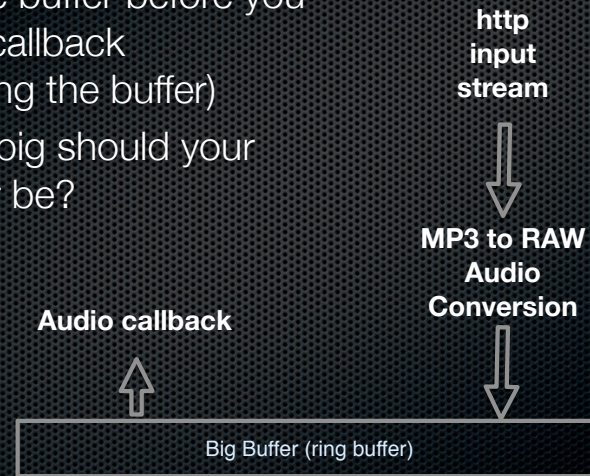 buffer before you
callback
the buffer)
big should your
be?
http
input
stream
MP3 to RAW
Audio
Conversion
Audio callback
Big Buffer (ring buffer)